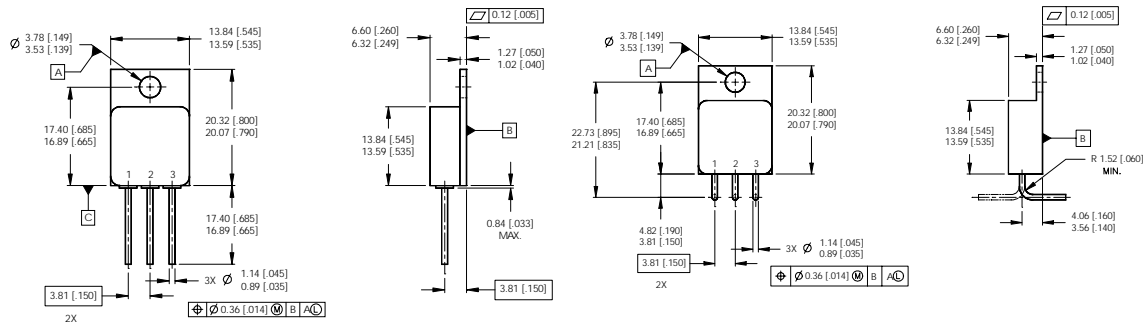 0.12 [.005]
3.78 [.149]
3.53 [.139]
13.84 [.545]
13.59 [.535]
6.60 [.260]
6.32 [.249]
1.27 [.050]
1.02 [.040]
A
17.40 [.685]
16.89 [.665]
20.32 [.800]
20.07 [.790]
13.84 [.545]
13.59 [.535]
B
1 2 3
C
17.40 [.685]
16.89 [.665]
0.84 [.033]
MAX.
3X Ø 1.14 [.045]
0.89 [.035]
3.81 [.150]
2X
Ø 0.36 [.014] Ⓜ B A Ⓛ
3.81 [.150]
0.12 [.005]
Ø 3.78 [.149]
3.53 [.139]
13.84 [.545]
13.59 [.535]
6.60 [.260]
6.32 [.249]
1.27 [.050]
1.02 [.040]
A
22.73 [.895]
21.21 [.835]
17.40 [.685]
16.89 [.665]
20.32 [.800]
20.07 [.790]
13.84 [.545]
13.59 [.535]
B
R 1.52 [.060]
MIN.
1 2 3
4.82 [.190]
3.81 [.150]
4.06 [.160]
3.56 [.140]
3X Ø 1.14 [.045]
0.89 [.035]
3.81 [.150]
2X
Ø 0.36 [.014] Ⓜ B A Ⓛ